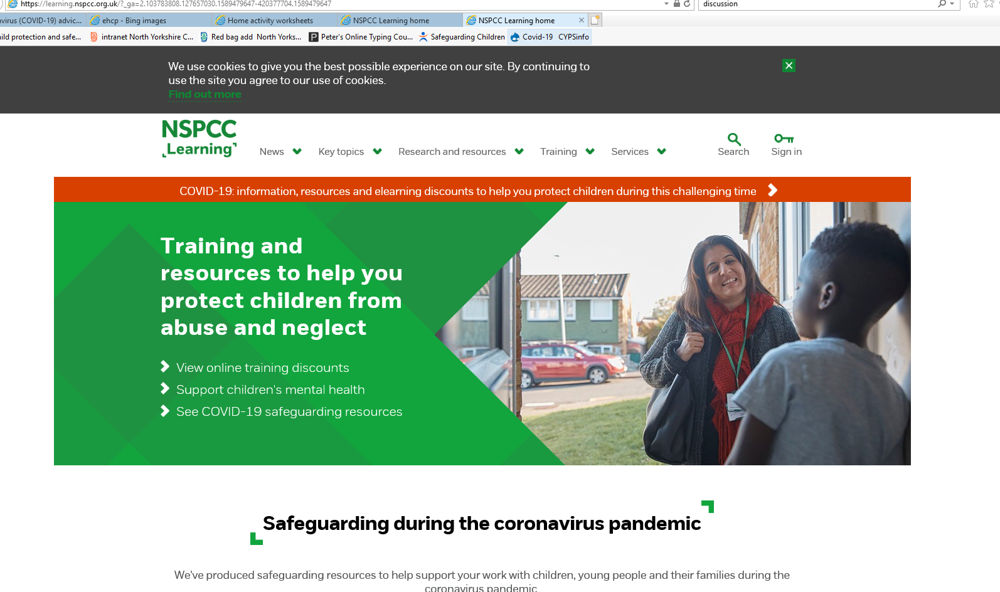 https://learning.nspcc.org.uk/?_ga=2.103783808.127657030.1589479647-420377704.1589479647
discussion
avirus (COVID-19) advic...
ehcp - Bing images
Home activity worksheets
NSPCC Learning home
NSPCC Learning home
ild protection and safe...
intranet North Yorkshire C...
Red bag add North Yorks...
Peter's Online Typing Cou...
Safeguarding Children
Covid-19 CYPSinfo
We use cookies to give you the best possible experience on our site. By continuing to
use the site you agree to our use of cookies.
Find out more
NSPCC
Learning
News
Key topics
Research and resources
Training
Services
Search
Sign in
COVID-19: information, resources and elearning discounts to help you protect children during this challenging time
Training and
resources to help you
protect children from
abuse and neglect
View online training discounts
Support children's mental health
See COVID-19 safeguarding resources
Safeguarding during the coronavirus pandemic
We've produced safeguarding resources to help support your work with children, young people and their families during the
coronavirus pandemic